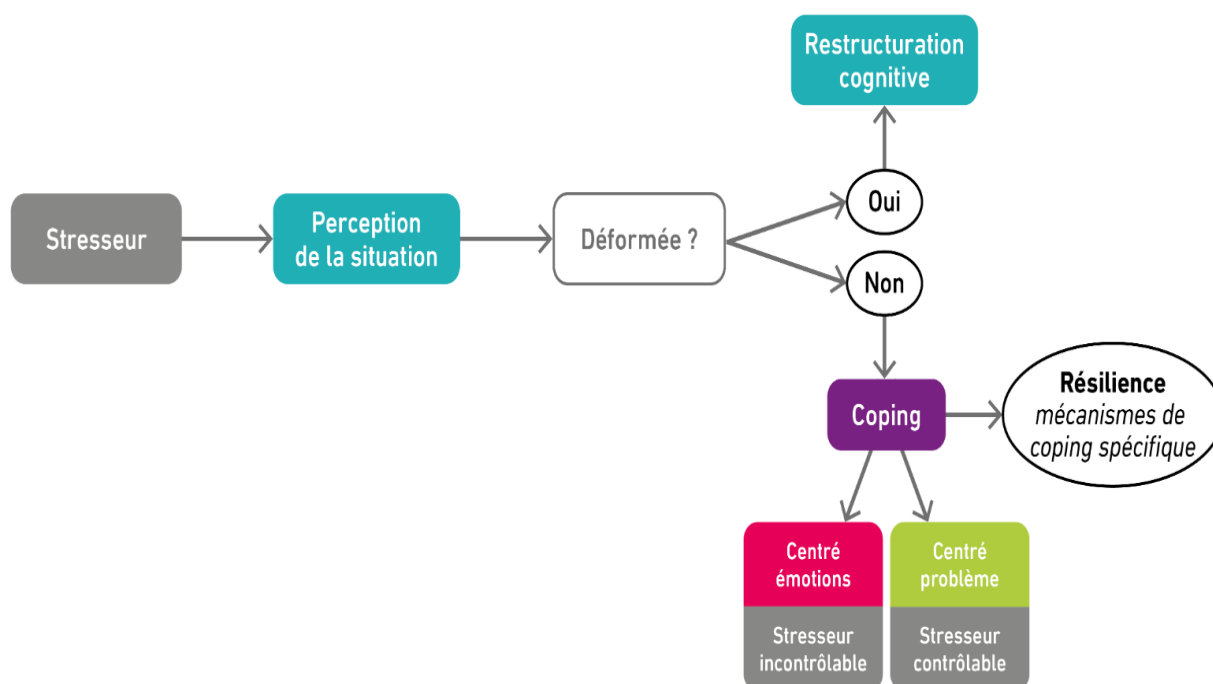 Restructuration
cognitive
Stresseur
Perception
de la situation
Déformée ?
Oui
Non
Coping
Résilience
mécanismes de
coping spécifique
Centré
émotions
Stresseur
incontrôlable
Centré
problème
Stresseur
contrôlable